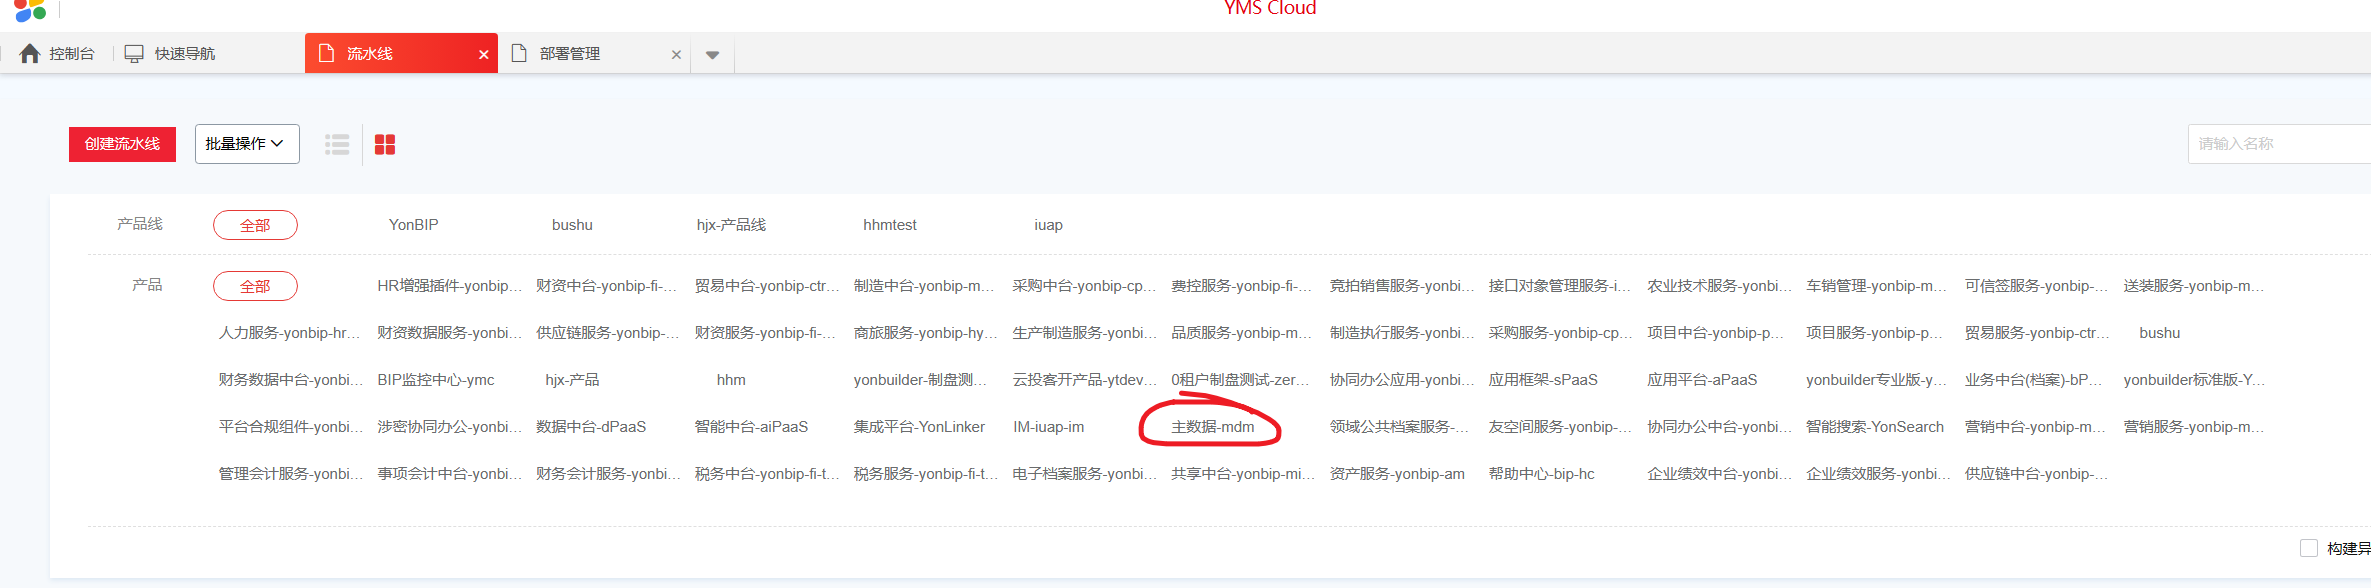 YMS Cloud
控制台 快速导航 流水线 部署管理
创建流水线 批量操作 请输入名称
产品线 全部 YonBIP bushu hjx-产品线 hhmtest iuap
产品 全部 HR增强插件-yonbip... 财资中台-yonbip-fi-... 贸易中台-yonbip-ctr... 制造中台-yonbip-m... 采购中台-yonbip-cp... 费控服务-yonbip-fi-... 竞拍销售服务-yonbi... 接口对象管理服务-i... 农业技术服务-yonbi... 车销管理-yonbip-m... 可信签服务-yonbip-... 送装服务-yonbip-m...
人力服务-yonbip-hr... 财资数据服务-yonbi... 供应链服务-yonbip-... 财资服务-yonbip-fi-... 商旅服务-yonbip-hy... 生产制造服务-yonbi... 品质服务-yonbip-m... 制造执行服务-yonbi... 采购服务-yonbip-cp... 项目中台-yonbip-p... 项目服务-yonbip-p... 贸易服务-yonbip-ctr... bushu
财务数据中台-yonbi... BIP监控中心-ymc hjx-产品 hhm yonbuilder-制盘测... 云投客开产品-ytdev... 0租户制盘测试-zer... 协同办公应用-yonbi... 应用框架-sPaaS 应用平台-aPaaS yonbuilder专业版-y... 业务中台(档案)-bP... yonbuilder标准版-Y...
平台合规组件-yonbi... 涉密协同办公-yonbi... 数据中台-dPaaS 智能中台-aiPaaS 集成平台-YonLinker IM-iuap-im 主数据-mdm 领域公共档案服务-... 友空间服务-yonbip-... 协同办公中台-yonbi... 智能搜索-YonSearch 营销中台-yonbip-m... 营销服务-yonbip-m...
管理会计服务-yonbi... 事项会计中台-yonbi... 财务会计服务-yonbi... 税务中台-yonbip-fi-t... 税务服务-yonbip-fi-t... 电子档案服务-yonbi... 共享中台-yonbip-mi... 资产服务-yonbip-am 帮助中心-bip-hc 企业绩效中台-yonbi... 企业绩效服务-yonbi... 供应链中台-yonbip-...
构建异